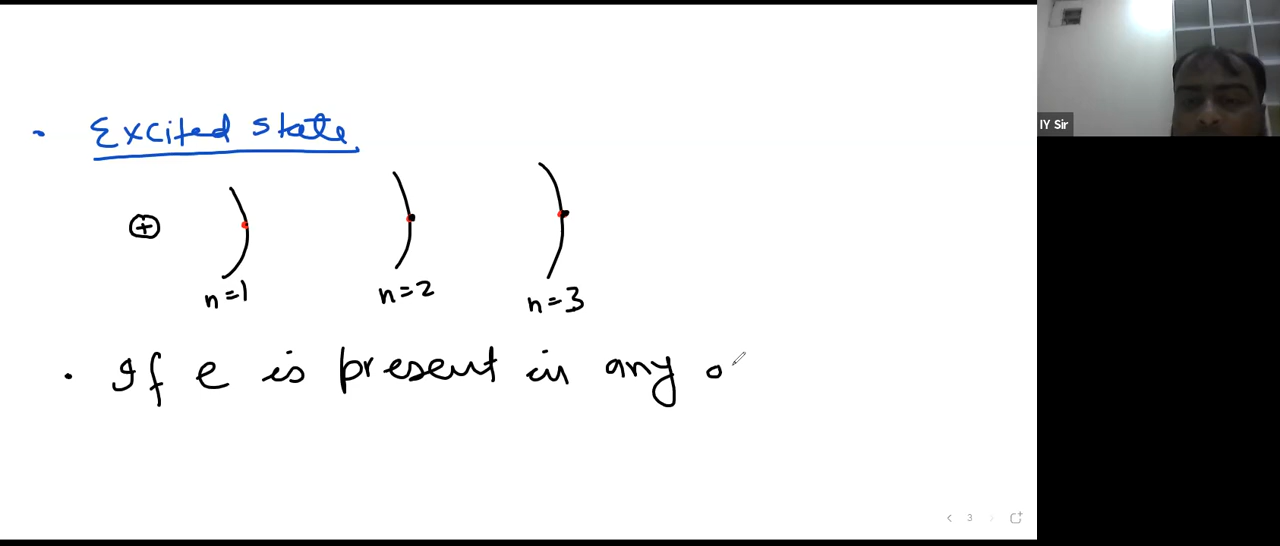 • Excited state
+
n=1 n=2 n=3
• If e is present in any o
IY Sir
< 3 >